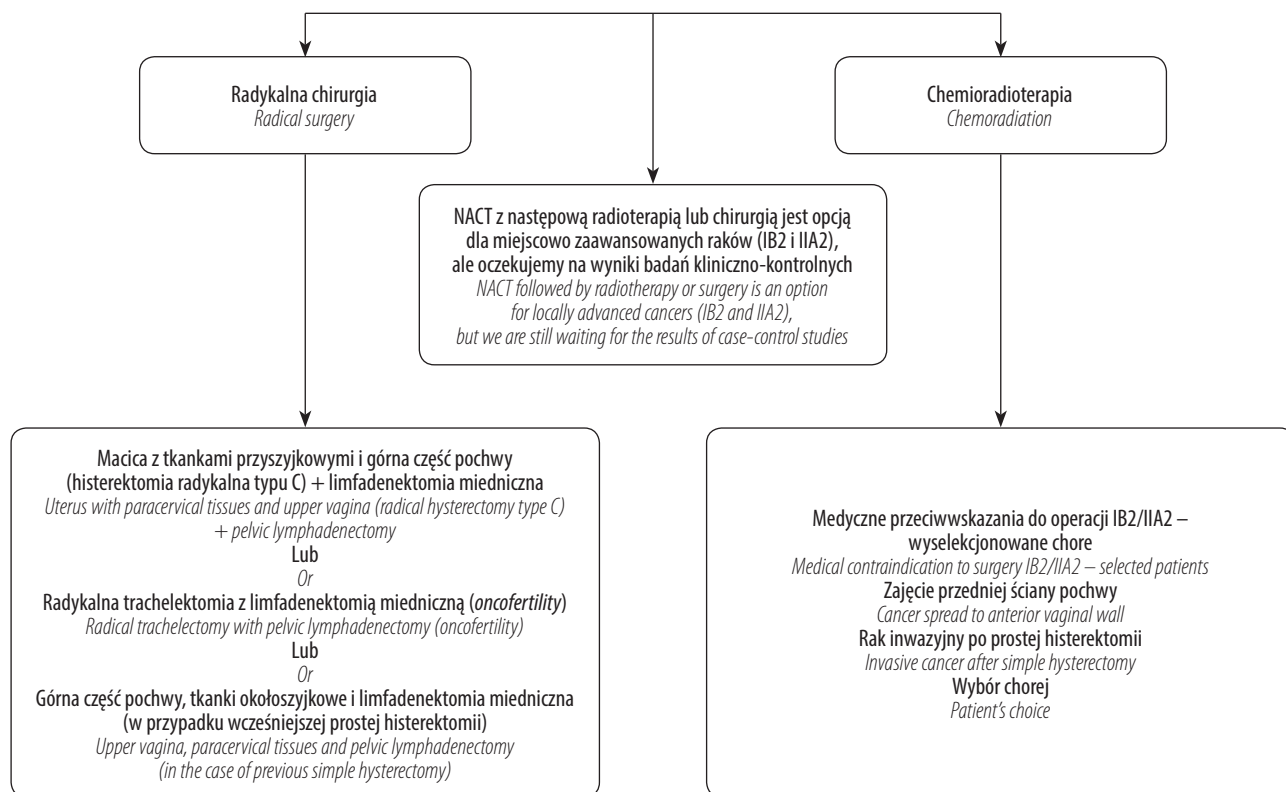 Radykalna chirurgia
Radical surgery
Chemioradioterapia
Chemoradiation
NACT z następową radioterapią lub chirurgią jest opcją
dla miejscowo zaawansowanych raków (IB2 i IIA2),
ale oczekujemy na wyniki badań kliniczno-kontrolnych
NACT followed by radiotherapy or surgery is an option
for locally advanced cancers (IB2 and IIA2),
but we are still waiting for the results of case-control studies
Macica z tkankami przyszyjkowymi i górna część pochwy
(histerektomia radykalna typu C) + limfadenektomia miedniczna
Uterus with paracervical tissues and upper vagina (radical hysterectomy type C)
+ pelvic lymphadenectomy
Lub
Or
Radykalna trachelektomia z limfadenektomią miedniczną (oncofertility)
Radical trachelectomy with pelvic lymphadenectomy (oncofertility)
Lub
Or
Górna część pochwy, tkanki okołoszyjkowe i limfadenektomia miedniczna
(w przypadku wcześniejszej prostej histerektomii)
Upper vagina, paracervical tissues and pelvic lymphadenectomy
(in the case of previous simple hysterectomy)
Medyczne przeciwwskazania do operacji IB2/IIA2 –
wyselekcjonowane chore
Medical contraindication to surgery IB2/IIA2 – selected patients
Zajęcie przedniej ściany pochwy
Cancer spread to anterior vaginal wall
Rak inwazyjny po prostej histerektomii
Invasive cancer after simple hysterectomy
Wybór chorej
Patient's choice